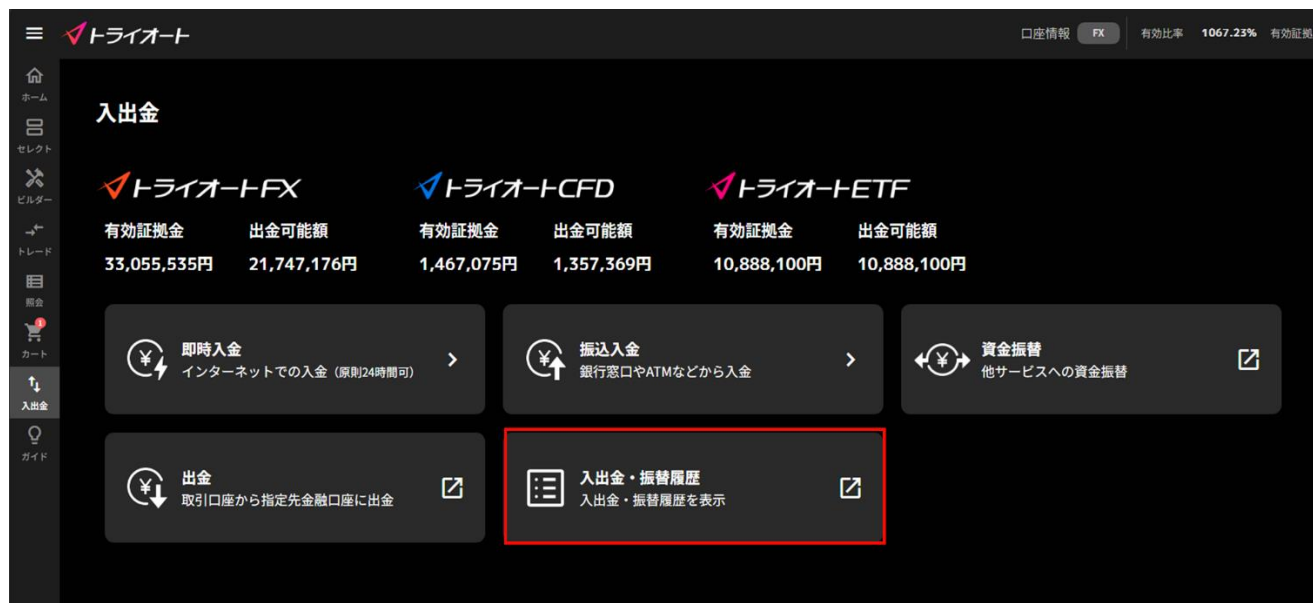 トライオート
口座情報 FX 有効比率 1067.23% 有効証拠
ホーム
セレクト
ビルダー
トレード
照会
1
カート
入出金
ガイド
入出金
トライオートFX トライオートCFD トライオートETF
有効証拠金 出金可能額 有効証拠金 出金可能額 有効証拠金 出金可能額
33,055,535円 21,747,176円 1,467,075円 1,357,369円 10,888,100円 10,888,100円
即時入金
インターネットでの入金（原則24時間可）
振込入金
銀行窓口やATMなどから入金
資金振替
他サービスへの資金振替
出金
取引口座から指定先金融口座に出金
入出金・振替履歴
入出金・振替履歴を表示